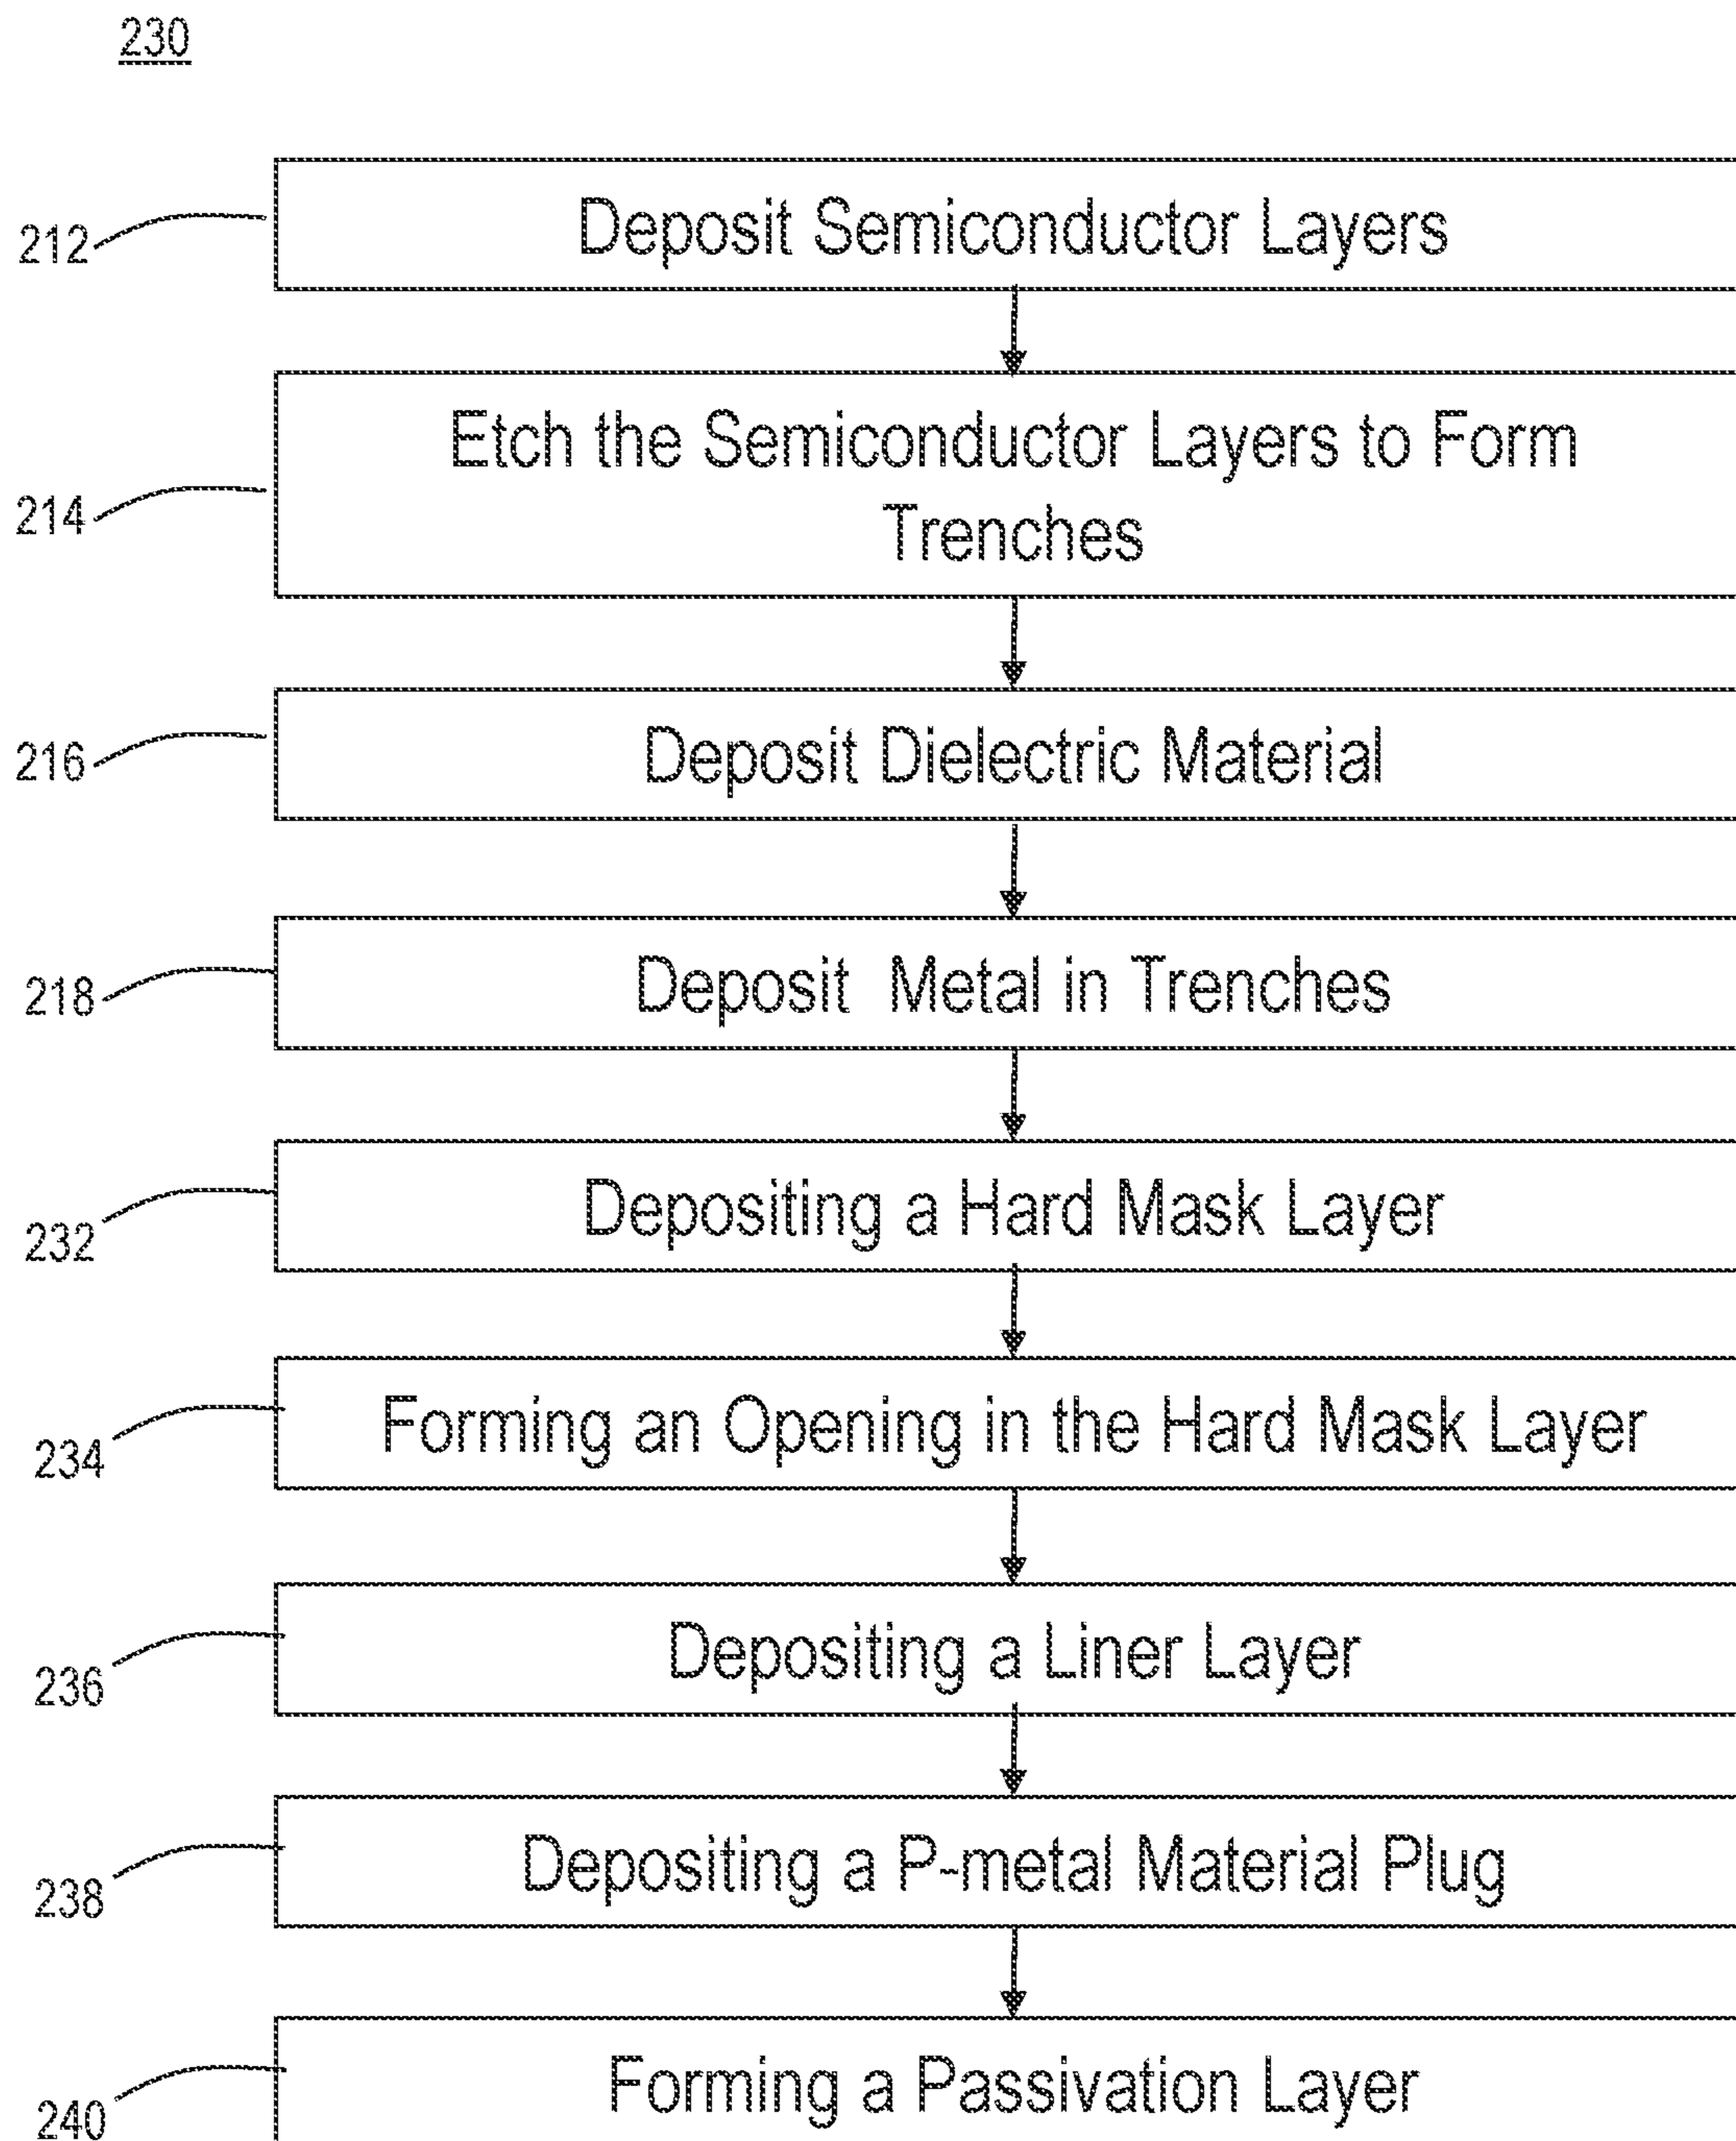 230
212
Deposit Semiconductor Layers
214
Etch the Semiconductor Layers to Form
Trenches
216
Deposit Dielectric Material
218
Deposit Metal in Trenches
232
Depositing a Hard Mask Layer
234
Forming an Opening in the Hard Mask Layer
236
Depositing a Liner Layer
238
Depositing a P-metal Material Plug
240
Forming a Passivation Layer